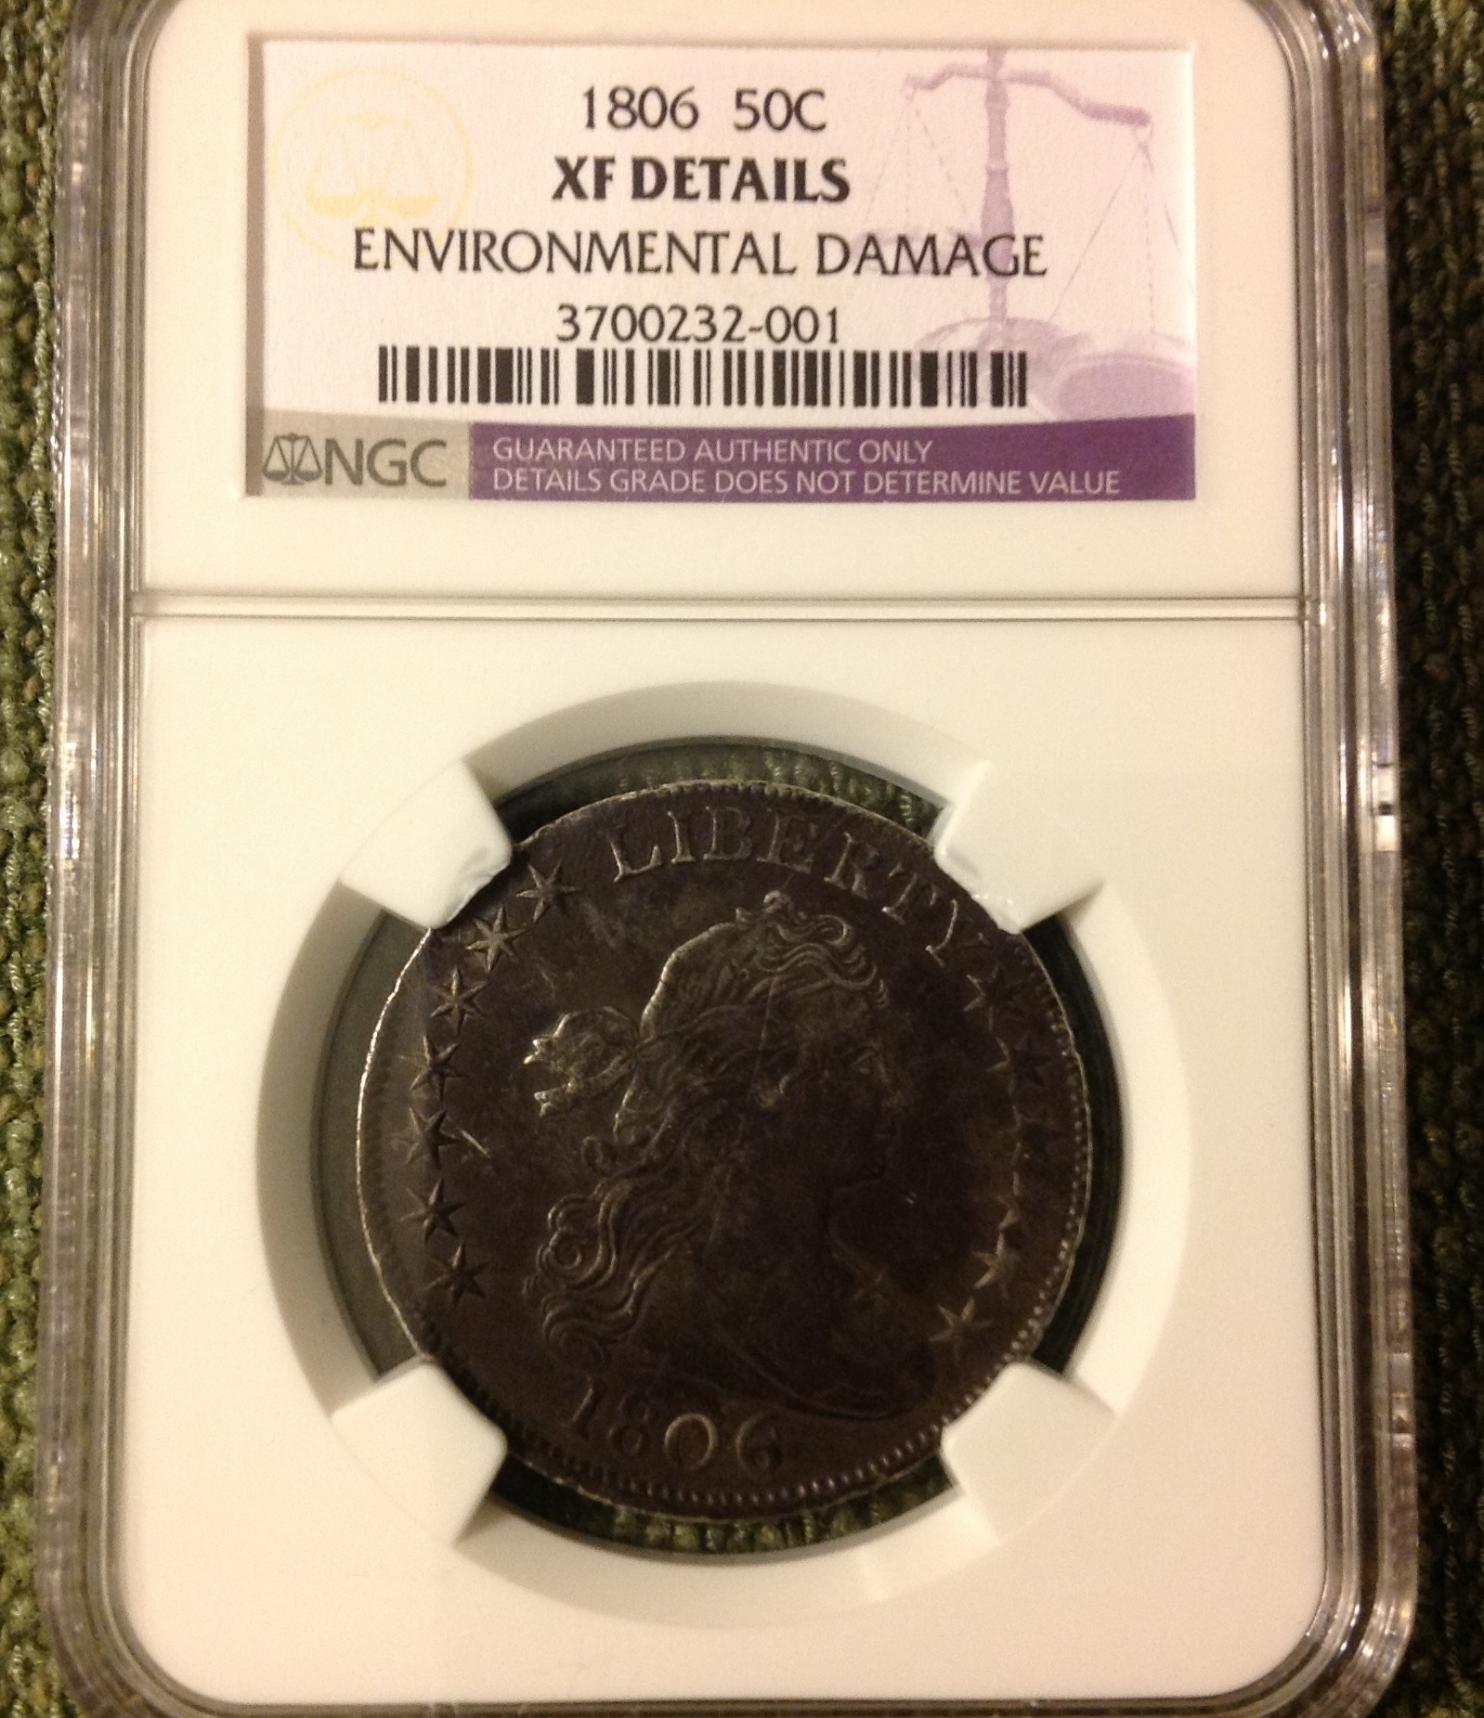 1806 50C
XF DETAILS
ENVIRONMENTAL DAMAGE
3700232-001
NGC
GUARANTEED AUTHENTIC ONLY
DETAILS GRADE DOES NOT DETERMINE VALUE
LIBERTY
1806